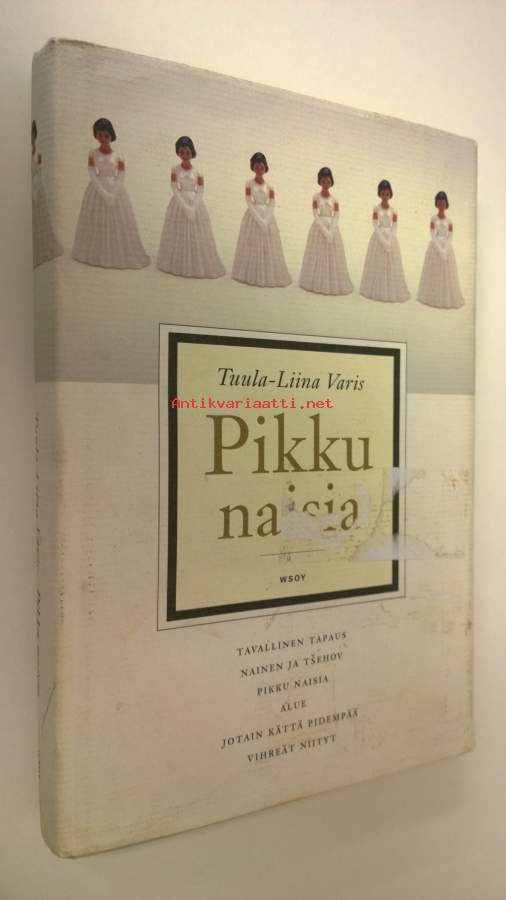 Tuula-Liina Varis
Antikvariaatti.net
Pikku
naisia
WSOY
TAVALLINEN TAPAUS
NAINEN JA TŠEHOV
PIKKU NAISIA
ALUE
JOTAIN KÄTTÄ PIDEMPÄÄ
VIHREÄT NIITYT